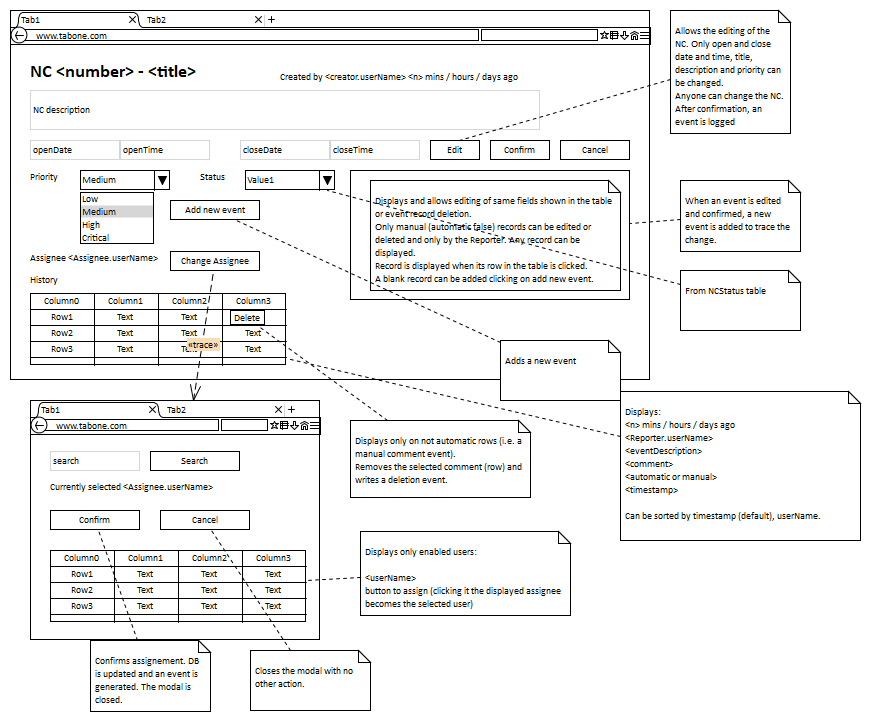 Tab1
Tab2
www.tabone.com
NC <number> - <title>
Created by <creator.userName> <n> mins / hours / days ago
NC description
openDate
openTime
closeDate
closeTime
Edit
Confirm
Cancel
Priority
Medium
Status
Value1
Low
Medium
High
Critical
Add new event
Assignee <Assignee.userName>
Change Assignee
History
Column0 Column1 Column2 Column3
Row1 Text Text Delete
Row2 Text Text Text
Row3 Text Text Text
«trace»
Displays and allows editing of same fields shown in the table
or event record deletion.
Only manual (automatic false) records can be edited or
deleted and only by the Reporter. Any record can be
displayed.
Record is displayed when its row in the table is clicked.
A blank record can be added clicking on add new event.
Allows the editing of the
NC. Only open and close
date and time, title,
description and priority can
be changed.
Anyone can change the NC.
After confirmation, an
event is logged
When an event is edited
and confirmed, a new
event is added to trace the
change.
From NCStatus table
Adds a new event
Displays:
<n> mins / hours / days ago
<Reporter.userName>
<eventDescription>
<comment>
<automatic or manual>
<timestamp>
Can be sorted by timestamp (default), userName.
Displays only on not automatic rows (i.e. a
manual comment event).
Removes the selected comment (row) and
writes a deletion event.
Tab1
Tab2
www.tabone.com
search
Search
Currently selected <Assignee.userName>
Confirm
Cancel
Column0 Column1 Column2 Column3
Row1 Text Text Text
Row2 Text Text Text
Row3 Text Text Text
Displays only enabled users:
<userName>
button to assign (clicking it the displayed assignee
becomes the selected user)
Confirms assignement. DB
is updated and an event is
generated. The modal is
closed.
Closes the modal with no
other action.